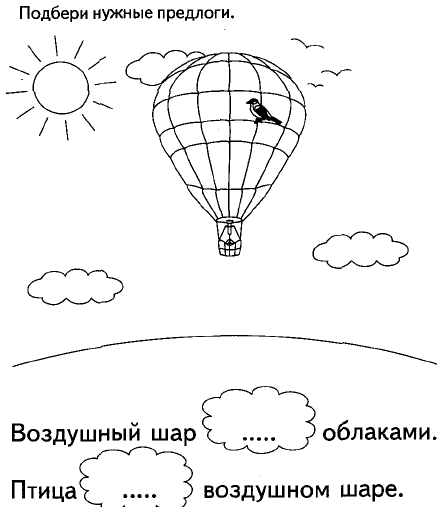 Подбери нужные предлоги.
Воздушный шар ..... облаками.
Птица ..... воздушном шаре.